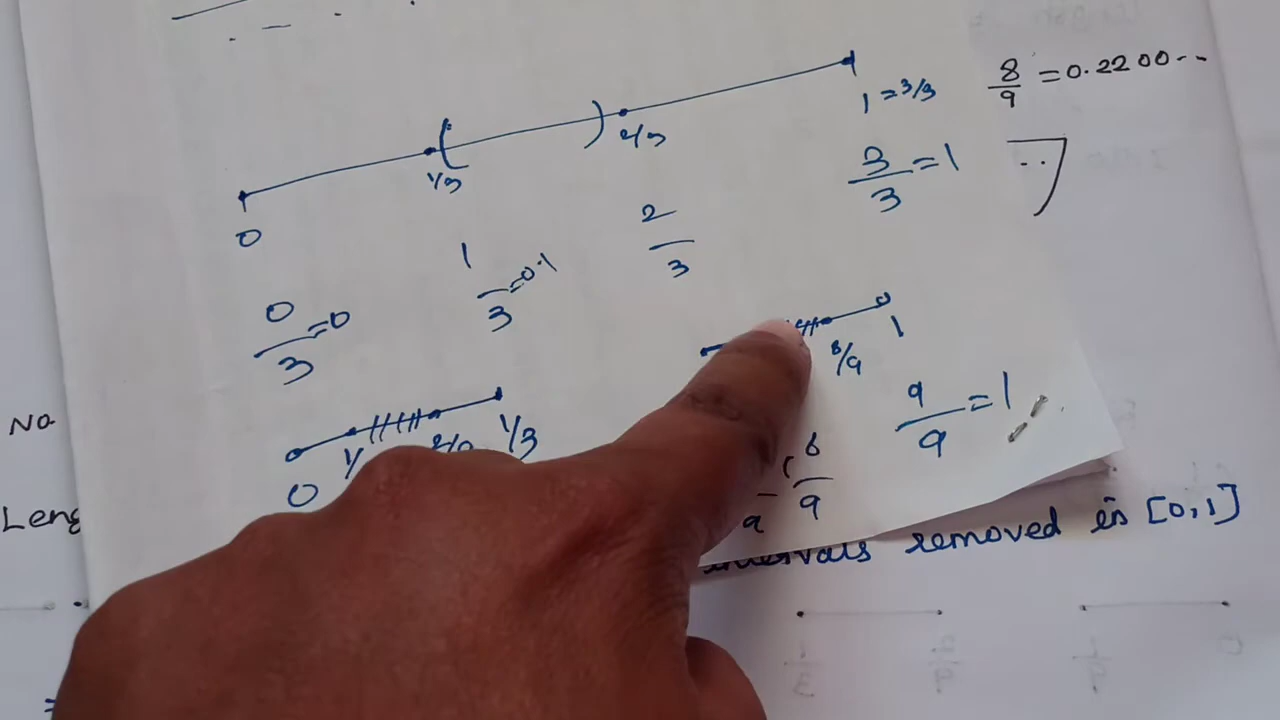 8/9 = 0.2200--
1 = 3/3
3/3 = 1
0 1/3 2/3
0/3 = 0
1/3 = 0.1
2/3
8/9 1
9/9 = 1
0 1/3
6/9
No
intervals removed in [0,1]